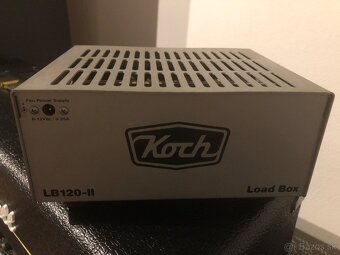 Fan Power Supply
Koch
LB120-II
Load Box
Bazos.sk